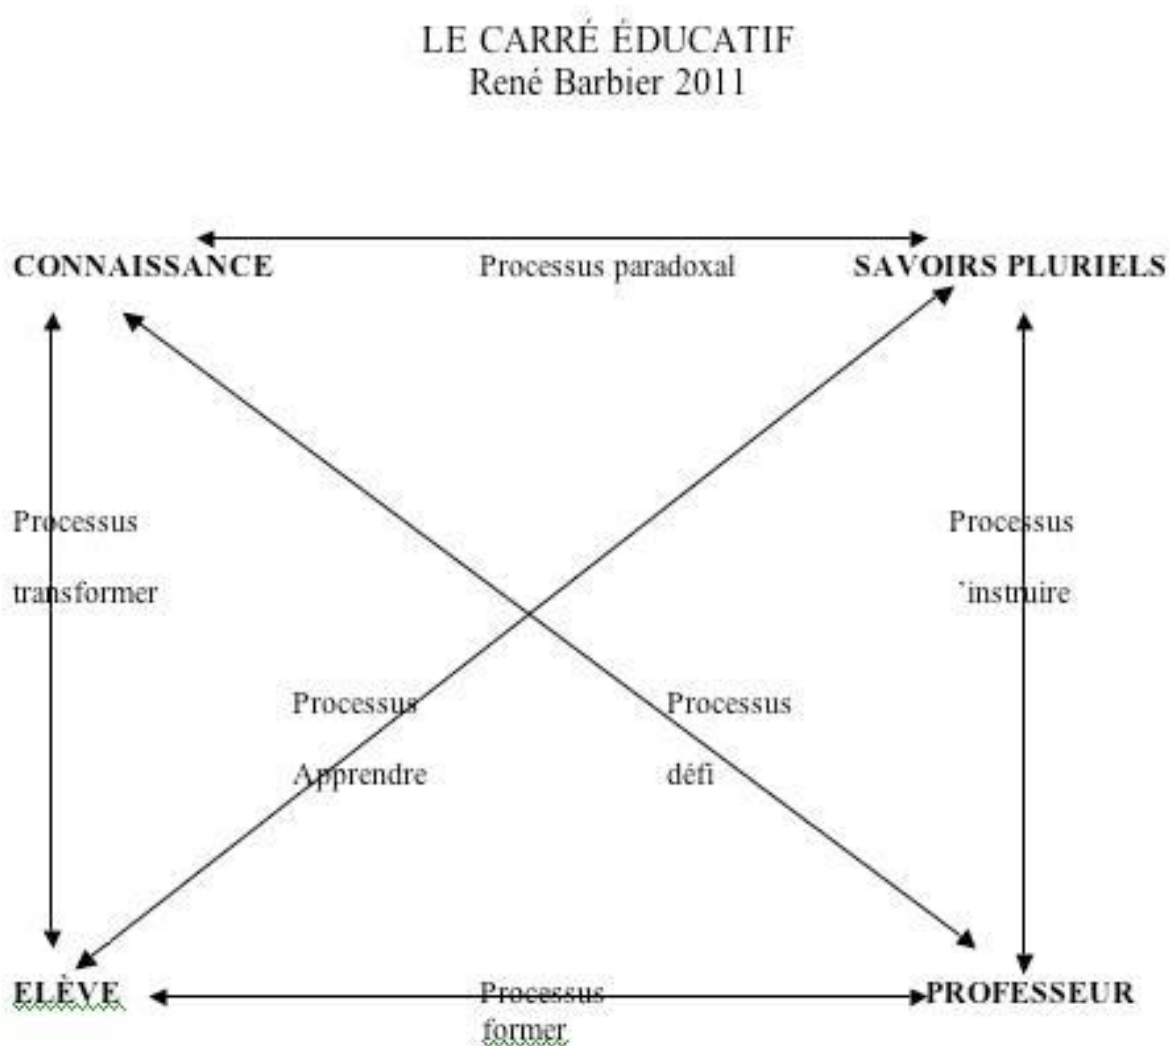 LE CARRÉ ÉDUCATIF
René Barbier 2011
CONNAISSANCE
Processus paradoxal
SAVOIRS PLURIELS
Processus
transformer
Processus
`instruire
Processus
Apprendre
Processus
défi
ELÈVE
Processus
former
PROFESSEUR